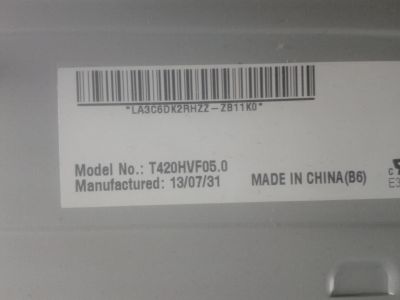 *LA3C6DK2RHZZ-ZB11K0*
Model No.: T420HVF05.0
Manufactured: 13/07/31
MADE IN CHINA(B6)